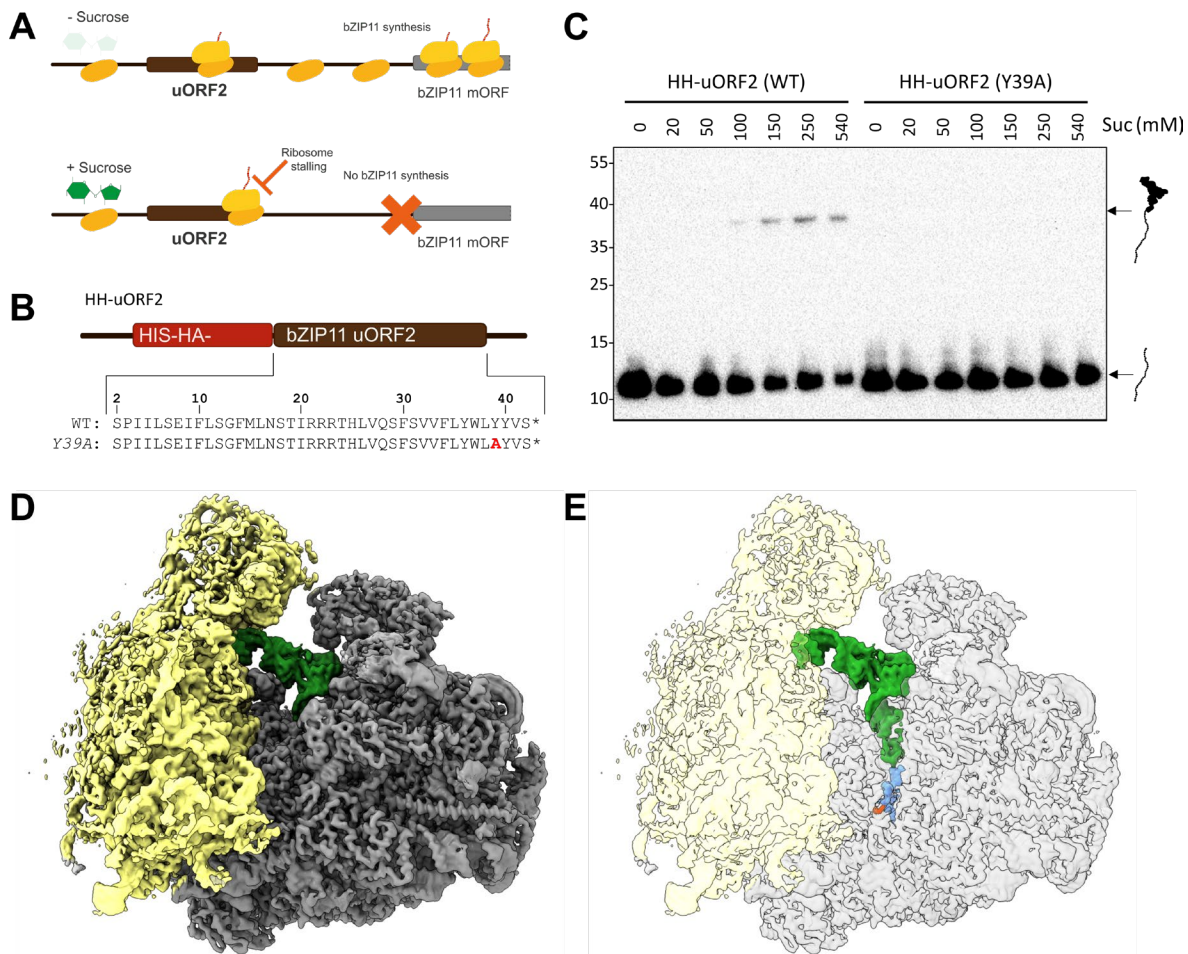 A
- Sucrose
bZIP11 synthesis
uORF2
bZIP11 mORF
+ Sucrose
Ribosome
stalling
No bZIP11 synthesis
uORF2
bZIP11 mORF
B
HH-uORF2
HIS-HA-
bZIP11 uORF2
2 10 20 30 40
WT: SPIILSEIFLSGFMLNSTIRRRTHLVQSFSVVFLYWLYYVS*
Y39A: SPIILSEIFLSGFMLNSTIRRRTHLVQSFSVVFLYWLAYVS*
C
HH-uORF2 (WT) HH-uORF2 (Y39A)
0 20 50 100 150 250 540 0 20 50 100 150 250 540 Suc (mM)
55
40
35
25
15
10
D
E